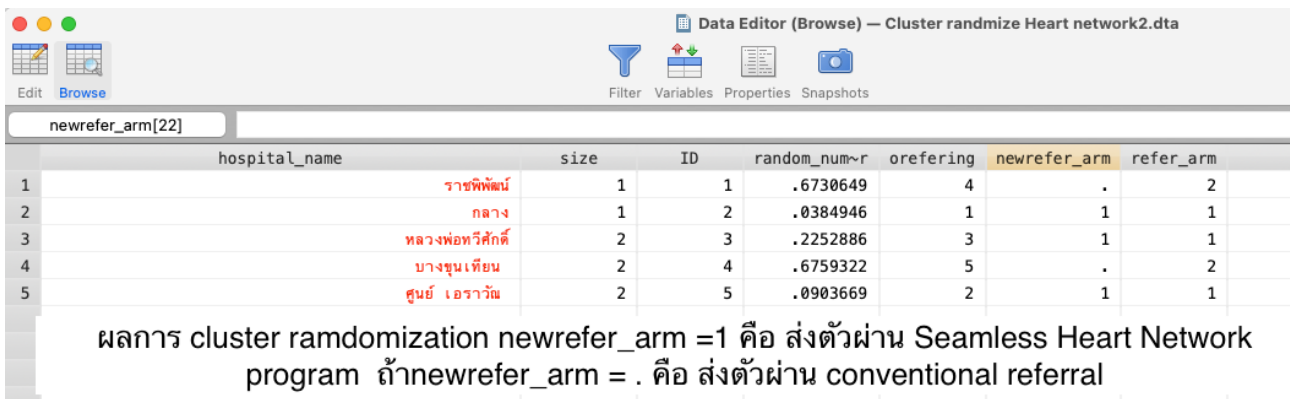 Data Editor (Browse) — Cluster randmize Heart network2.dta
Edit Browse Filter Variables Properties Snapshots
newrefer_arm[22]
hospital_name size ID random_num~r orefering newrefer_arm refer_arm
1 ราชพิพัฒน์ 1 1 .6730649 4 . 2
2 กลาง 1 2 .0384946 1 1 1
3 หลวงพ่อทวีศักดิ์ 2 3 .2252886 3 1 1
4 บางขุนเทียน 2 4 .6759322 5 . 2
5 ศูนย์ เอราวัณ 2 5 .0903669 2 1 1
ผลการ cluster ramdomization newrefer_arm =1 คือ ส่งตัวผ่าน Seamless Heart Network
program ถ้าnewrefer_arm = . คือ ส่งตัวผ่าน conventional referral